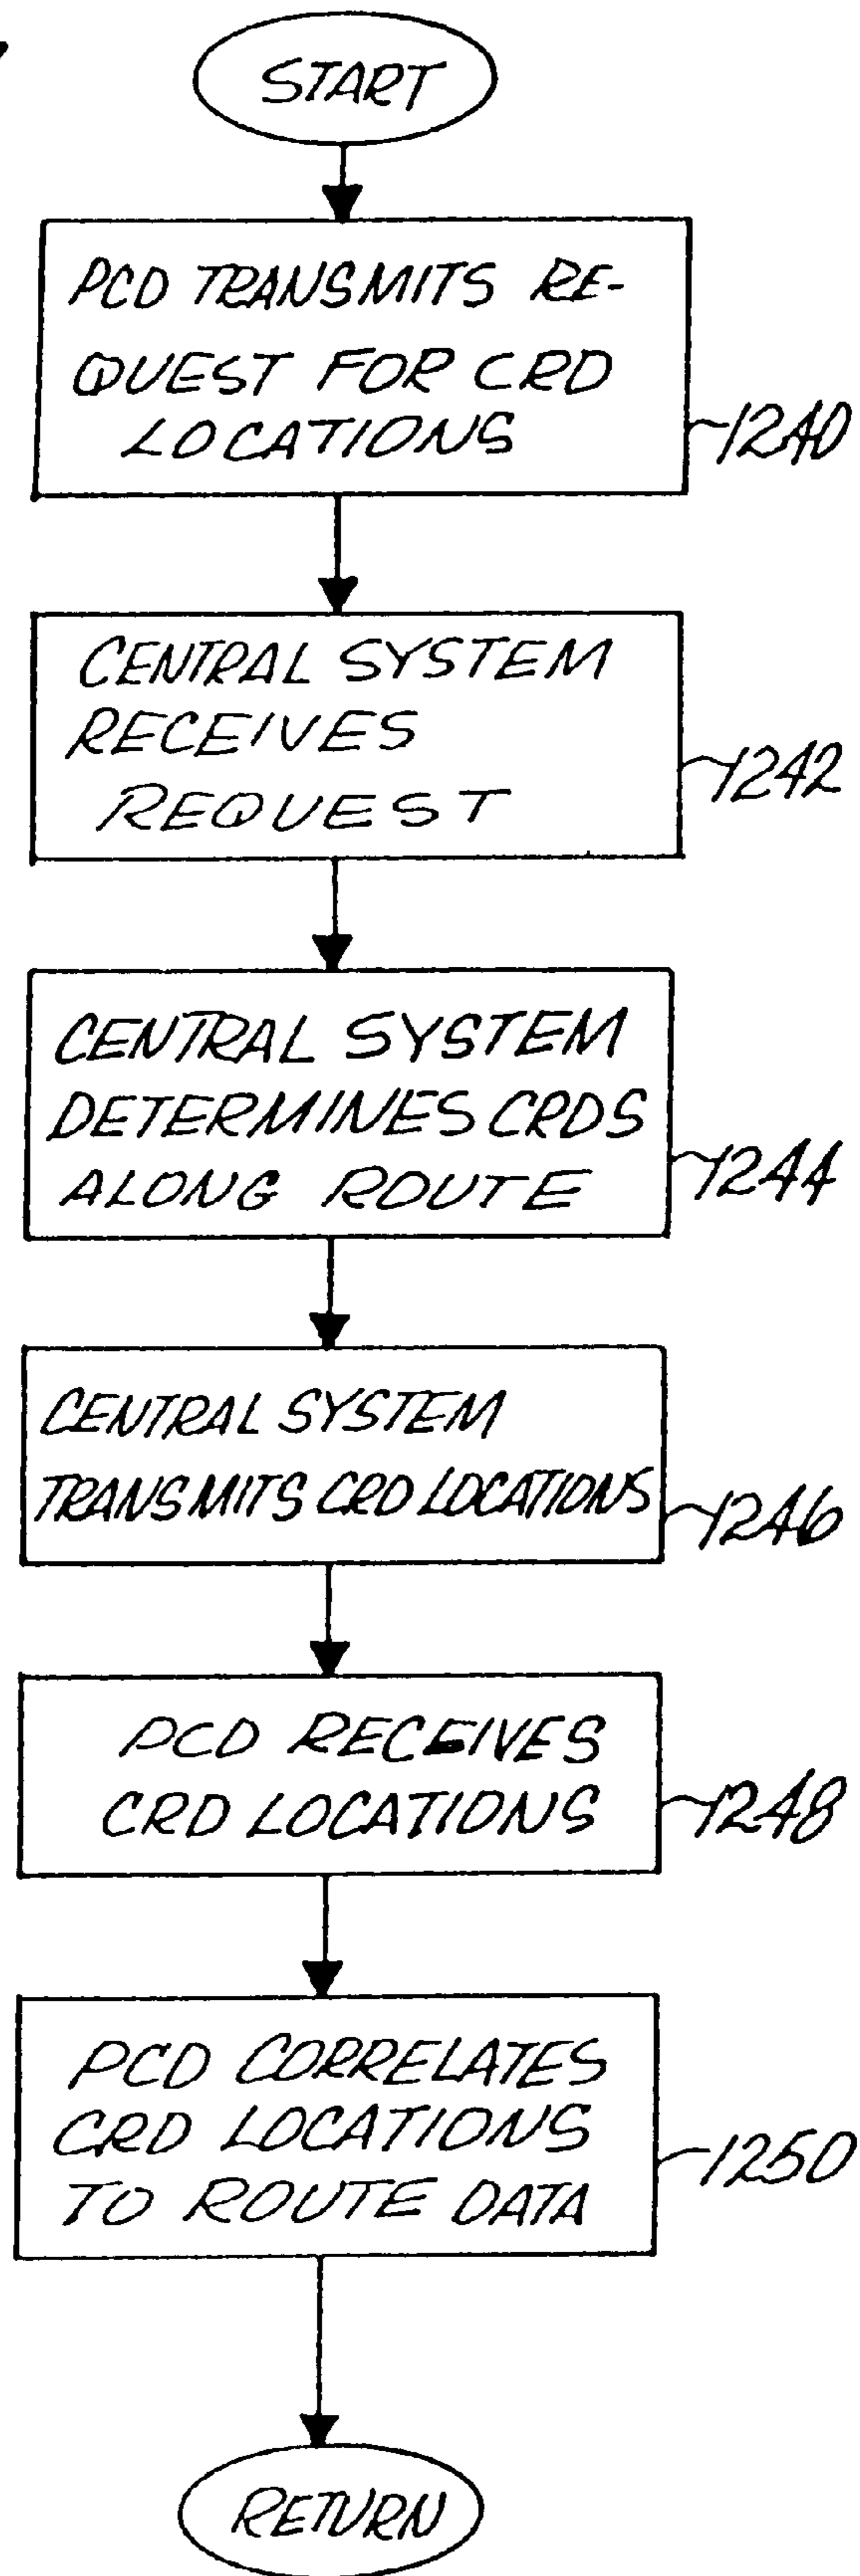 START
PCD TRANSMITS RE-
QUEST FOR CRD
LOCATIONS
1240
CENTRAL SYSTEM
RECEIVES
REQUEST
1242
CENTRAL SYSTEM
DETERMINES CRDS
ALONG ROUTE
1244
CENTRAL SYSTEM
TRANSMITS CRD LOCATIONS
1246
PCD RECEIVES
CRD LOCATIONS
1248
PCD CORRELATES
CRD LOCATIONS
TO ROUTE DATA
1250
RETURN